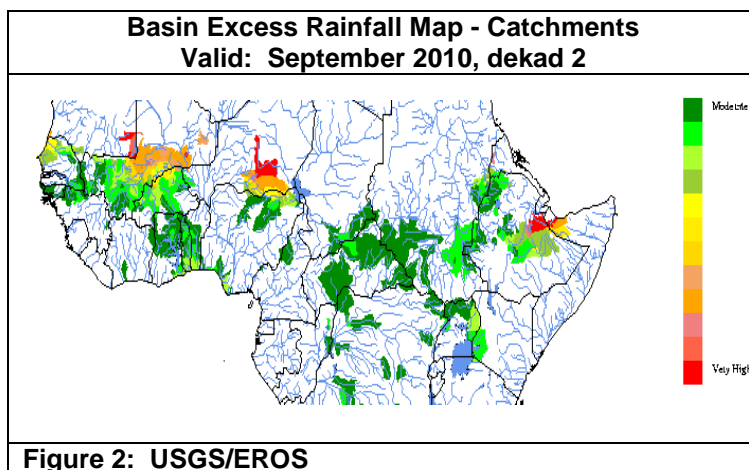 Basin Excess Rainfall Map - Catchments
Valid: September 2010, dekad 2
Moderate
Very High
Figure 2: USGS/EROS